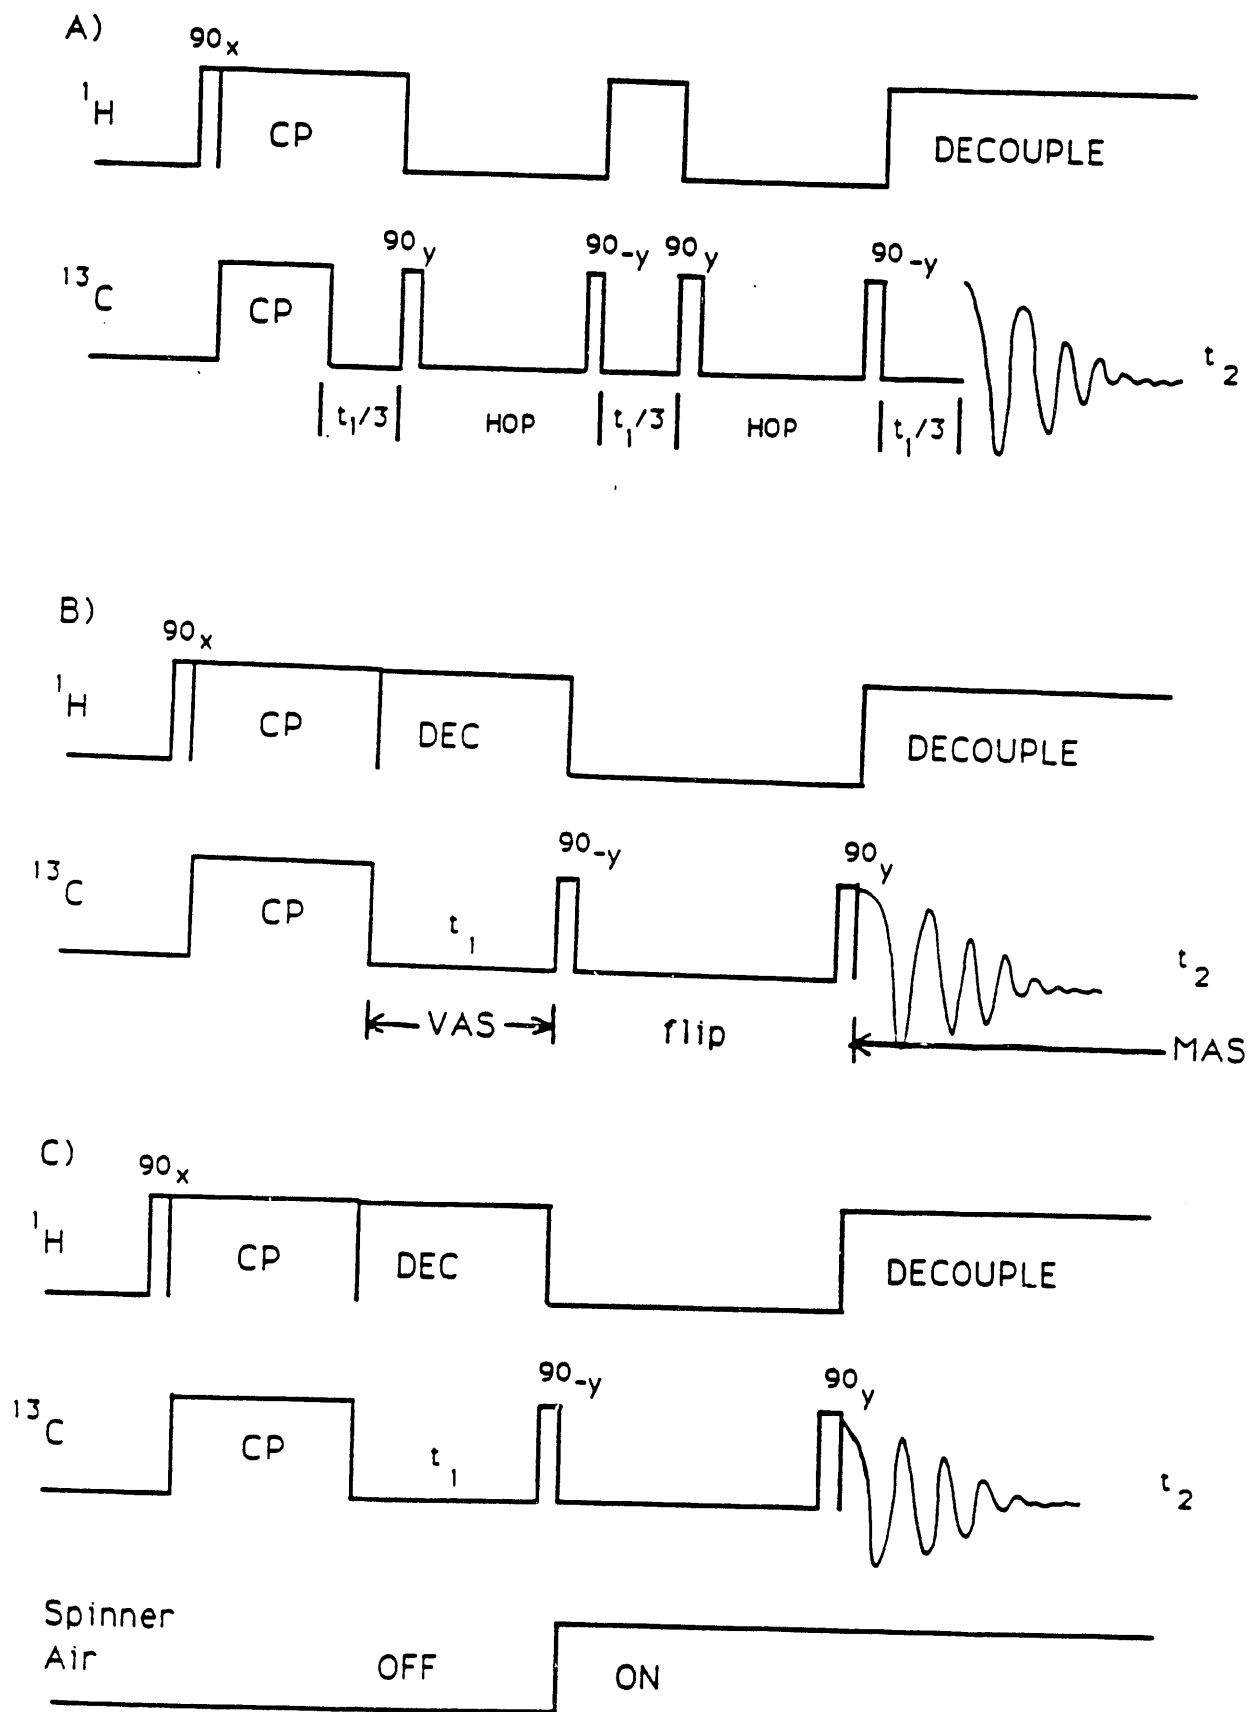 A)
90x
1H
CP
DECOUPLE
90y 90-y 90y 90-y
13C
CP
t2
t1/3 HOP t1/3 HOP t1/3
B)
90x
1H
CP DEC
DECOUPLE
90-y 90y
13C
CP t1
t2
VAS flip MAS
C)
90x
1H
CP DEC
DECOUPLE
90-y 90y
13C
CP t1
t2
Spinner
Air OFF ON